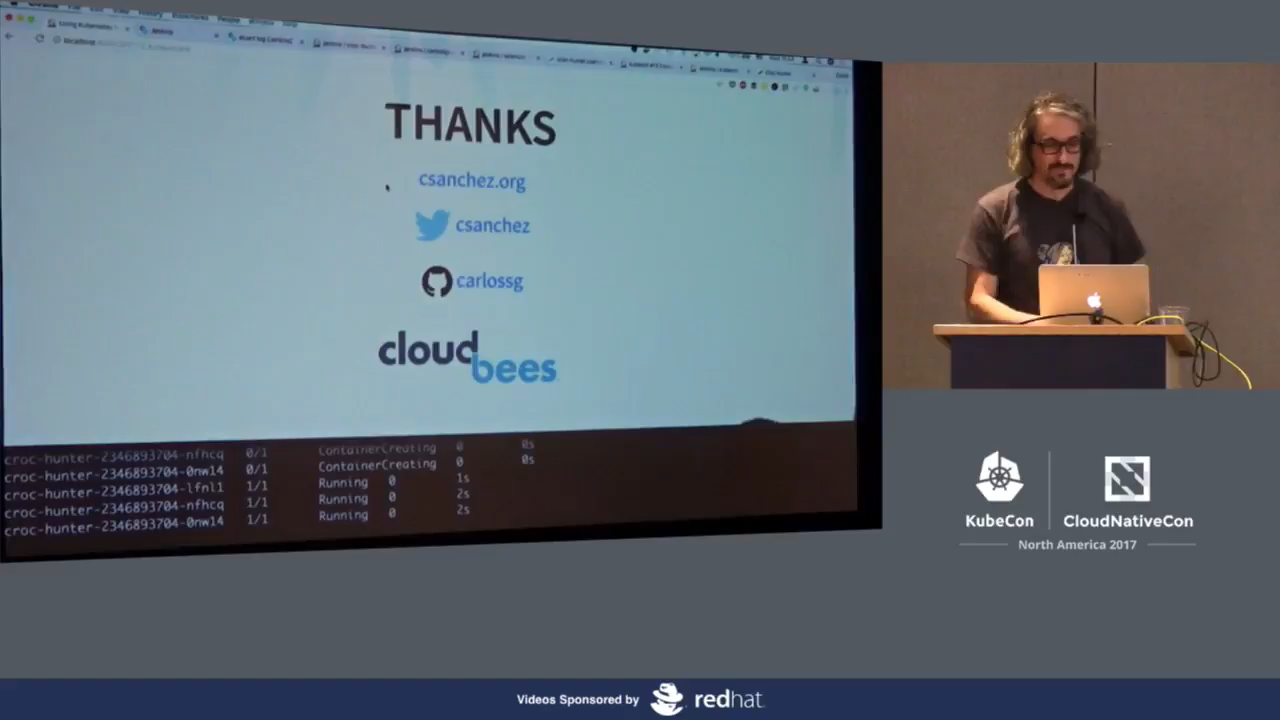 THANKS
csanchez.org
csanchez
carlossg
cloudbees
croc-hunter-2346893704-nfhcq 0/1 ContainerCreating 0 0s
croc-hunter-2346893704-0nw14 0/1 ContainerCreating 0 0s
croc-hunter-2346893704-lfnl1 1/1 Running 0 1s
croc-hunter-2346893704-nfhcq 1/1 Running 0 2s
croc-hunter-2346893704-0nw14 1/1 Running 0 2s
KubeCon
CloudNativeCon
North America 2017
Videos Sponsored by
redhat